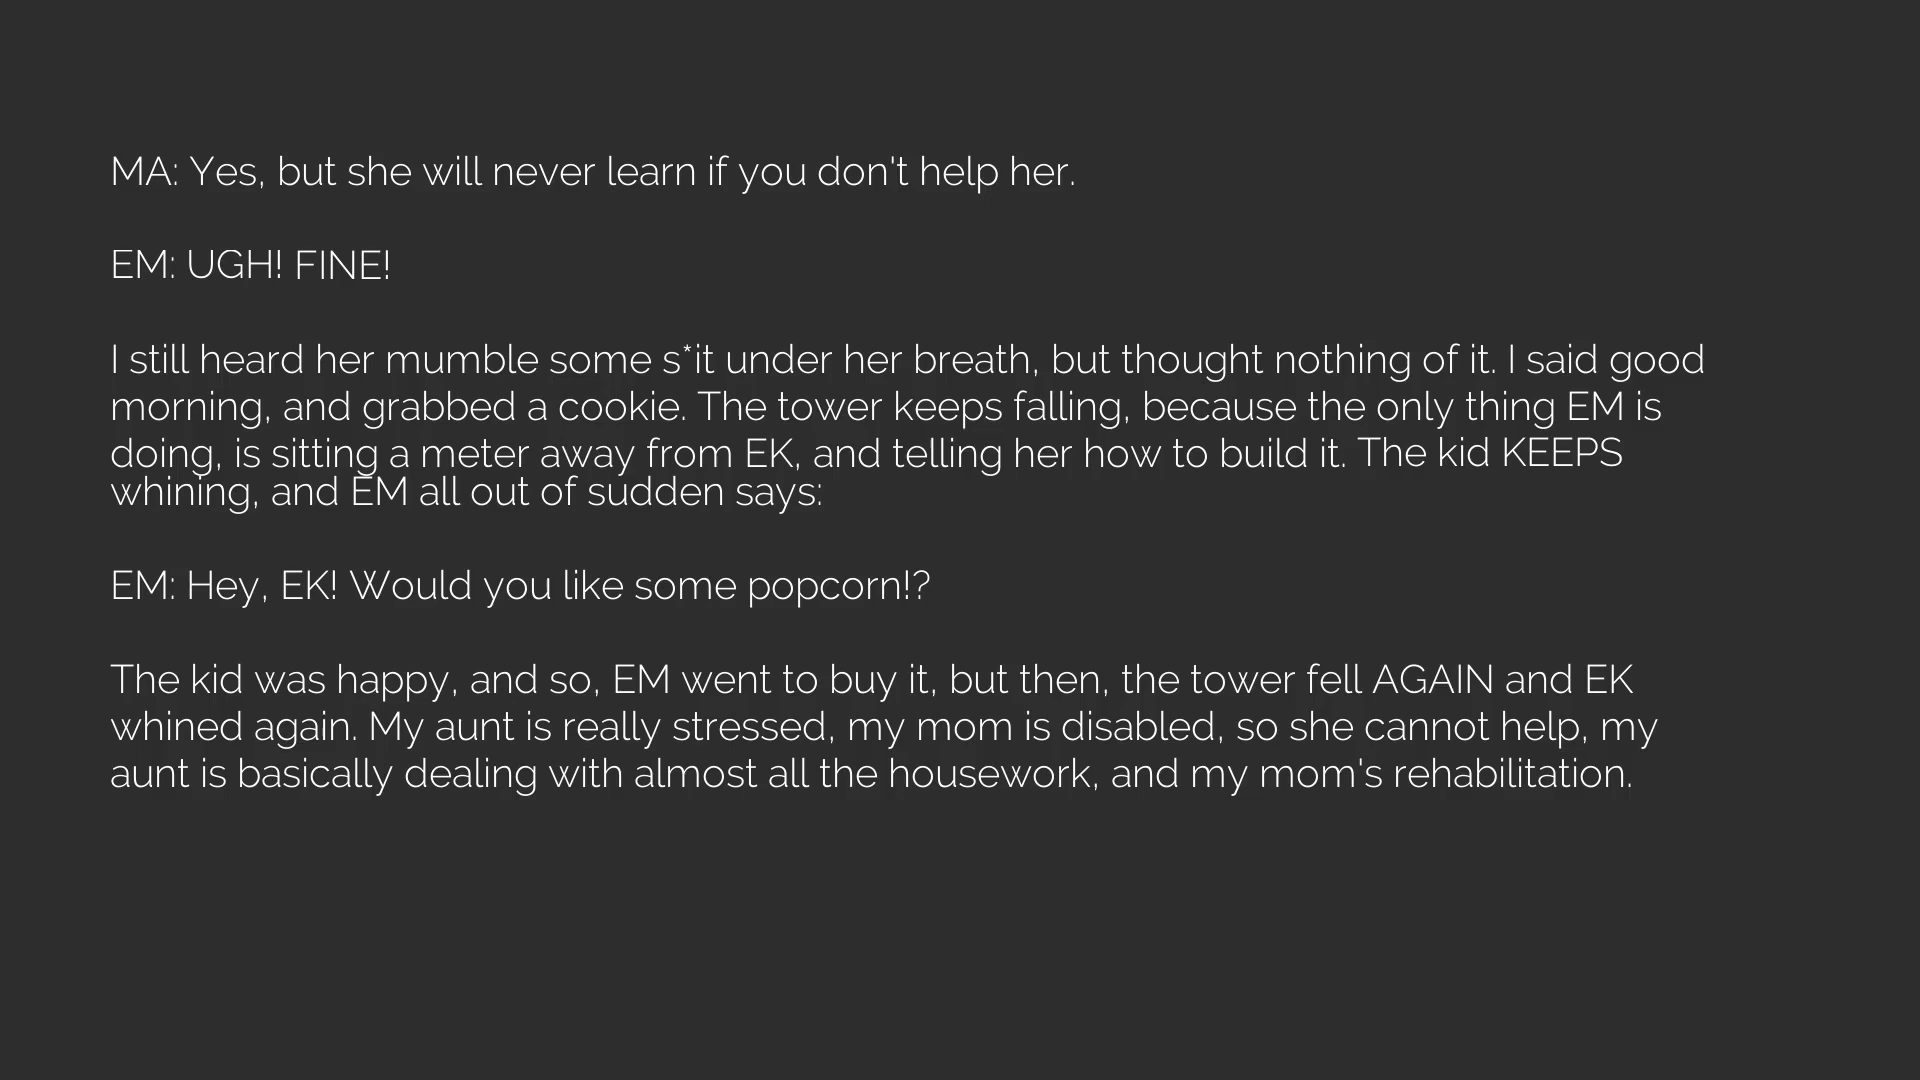 MA: Yes, but she will never learn if you don't help her.
EM: UGH! FINE!
I still heard her mumble some s*it under her breath, but thought nothing of it. I said good
morning, and grabbed a cookie. The tower keeps falling, because the only thing EM is
doing, is sitting a meter away from EK, and telling her how to build it. The kid KEEPS
whining, and EM all out of sudden says:
EM: Hey, EK! Would you like some popcorn!?
The kid was happy, and so, EM went to buy it, but then, the tower fell AGAIN and EK
whined again. My aunt is really stressed, my mom is disabled, so she cannot help, my
aunt is basically dealing with almost all the housework, and my mom's rehabilitation.